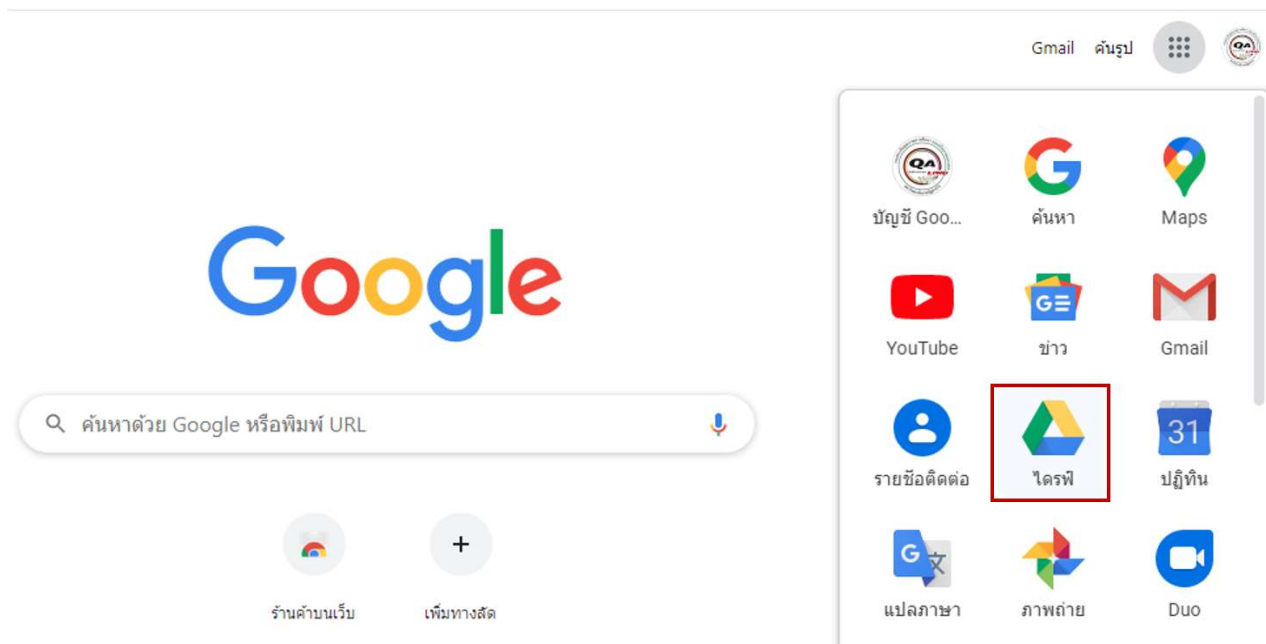 Gmail ค้นรูป
QA
QA
บัญชี Goo...
ค้นหา
Maps
Google
YouTube
G
ข่าว
Gmail
ค้นหาด้วย Google หรือพิมพ์ URL
รายชื่อติดต่อ
ไดรฟ์
31
ปฏิทิน
ร้านค้าบนเว็บ
เพิ่มทางลัด
G 文
แปลภาษา
ภาพถ่าย
Duo